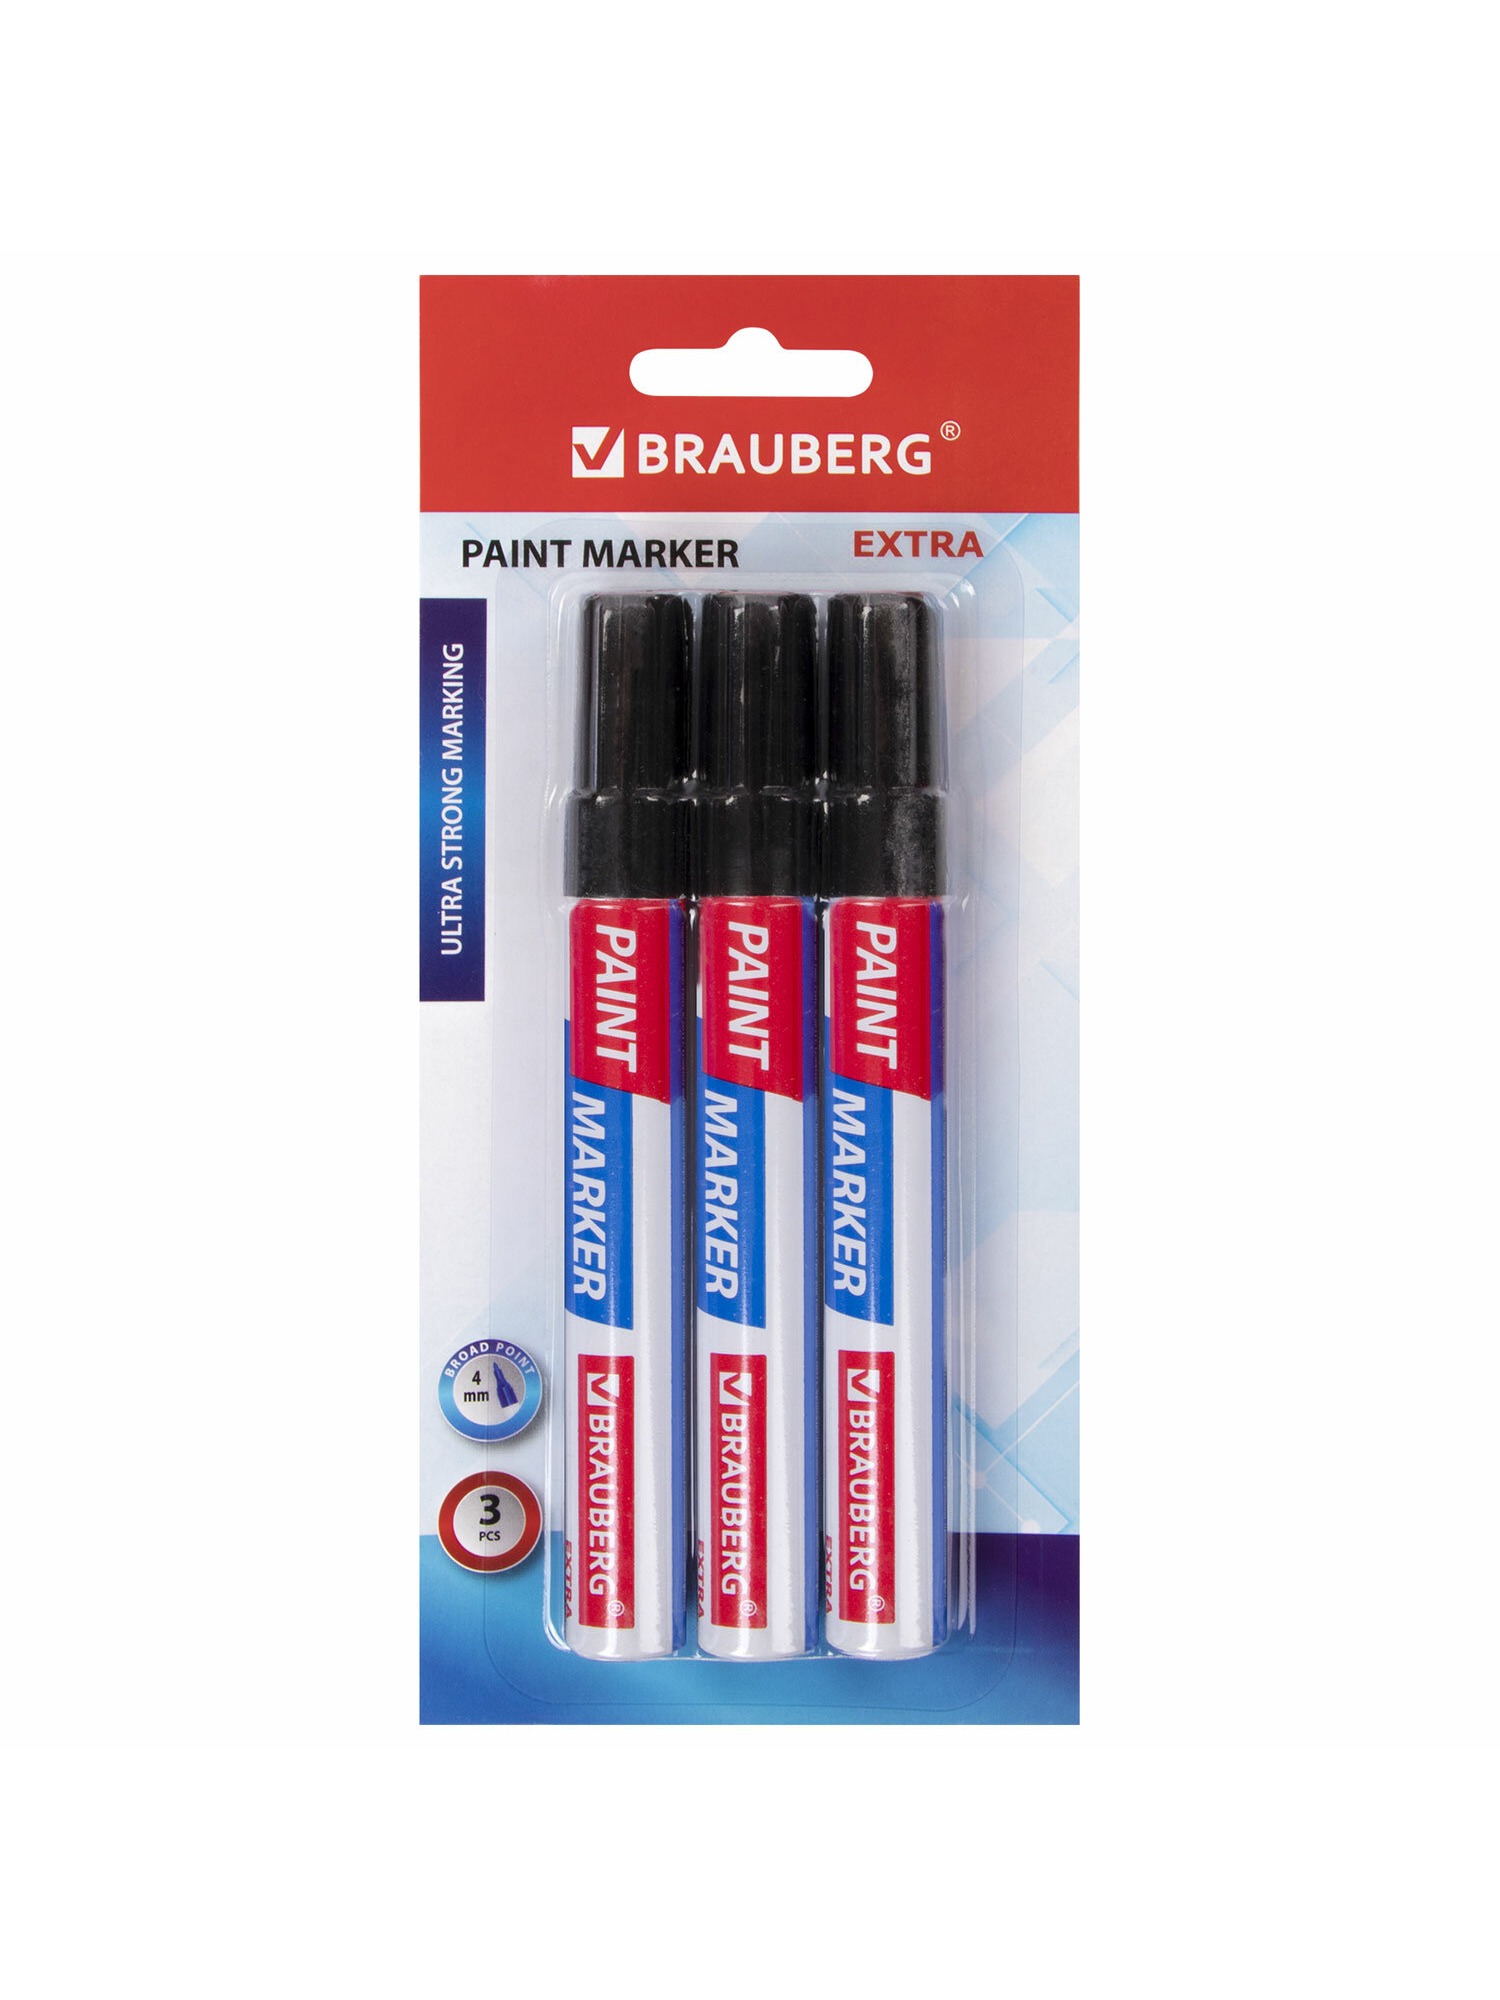 BRAUBERG®
PAINT MARKER
EXTRA
ULTRA STRONG MARKING
PAINT
MARKER
BRAUBERG®
EXTRA
PAINT
MARKER
BRAUBERG®
EXTRA
PAINT
MARKER
BRAUBERG®
EXTRA
BROAD POINT
4
mm
3
PCS